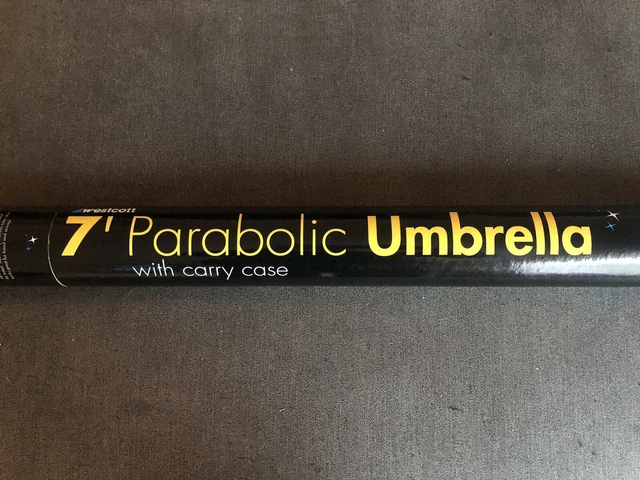 westcott
7' Parabolic Umbrella
with carry case